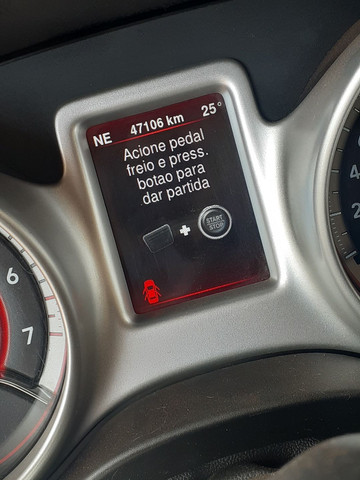 NE 47106 km 25°
Acione pedal
freio e press.
botao para
dar partida
START
STOP
6
7